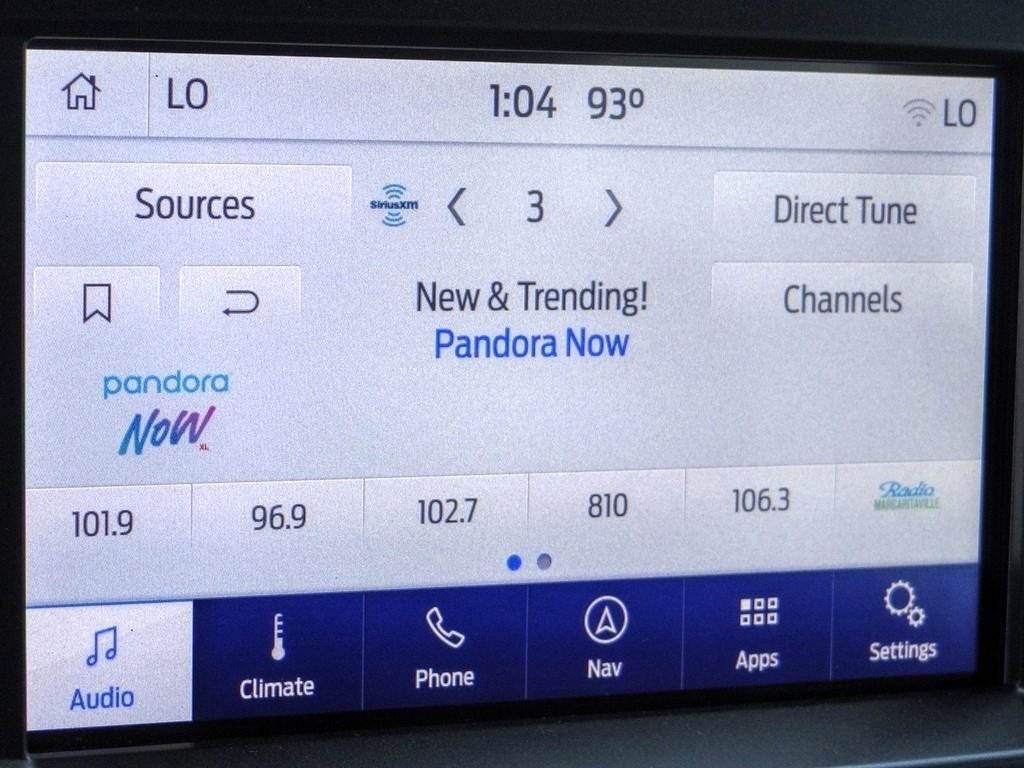 LO 1:04 93° LO
Sources SiriusXM < 3 > Direct Tune
New & Trending! Channels
Pandora Now
pandora
NOW XL
101.9 96.9 102.7 810 106.3 Radio
MARGARITAVILLE
Audio Climate Phone Nav Apps Settings